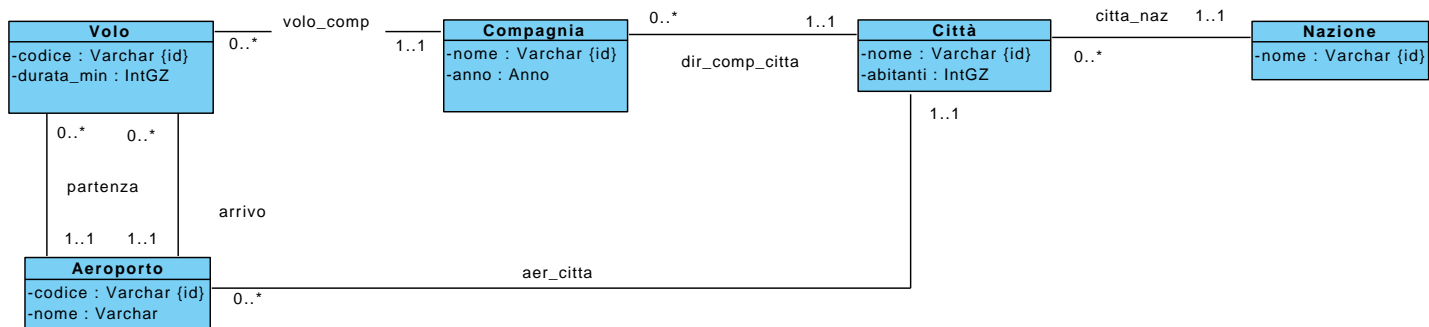 0..*
1..1
citta_naz
1..1
volo_comp
Volo
Compagnia
Città
Nazione
0..*
1..1
dir_comp_citta
0..*
-codice : Varchar {id}
-durata_min : IntGZ
-nome : Varchar {id}
-anno : Anno
-nome : Varchar {id}
-abitanti : IntGZ
-nome : Varchar {id}
1..1
0..*
0..*
partenza
arrivo
1..1
1..1
Aeroporto
-codice : Varchar {id}
-nome : Varchar
0..*
aer_citta